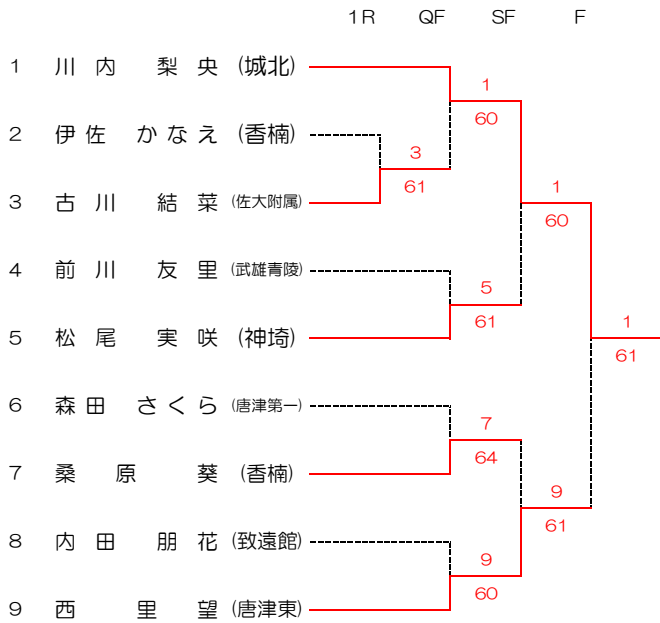 1R QF SF F
1 川内 梨央 (城北)
1
60
2 伊佐 かなえ (香楠)
3
61
3 古川 結菜 (佐大附属)
1
60
4 前川 友里 (武雄青陵)
5
61
5 松尾 実咲 (神埼)
1
61
6 森田 さくら (唐津第一)
7
64
7 桑原 葵 (香楠)
9
61
8 内田 朋花 (致遠館)
9
60
9 西 里望 (唐津東)